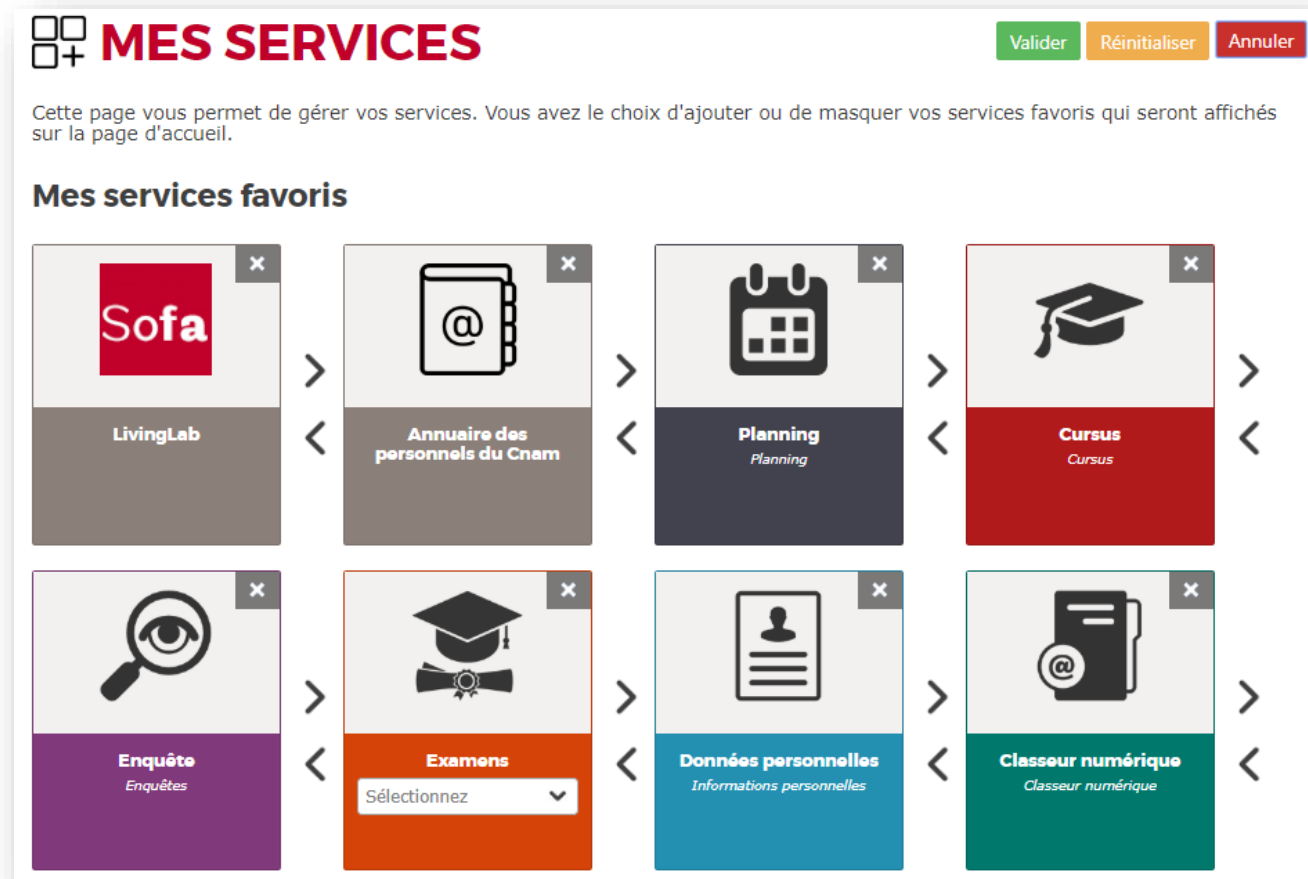 MES SERVICES
Valider Réinitialiser Annuler
Cette page vous permet de gérer vos services. Vous avez le choix d'ajouter ou de masquer vos services favoris qui seront affichés
sur la page d'accueil.
Mes services favoris
Sofa
LivingLab
@
Annuaire des
personnels du Cnam
Planning
Planning
Cursus
Cursus
Enquête
Enquêtes
Examens
Sélectionnez
Données personnelles
Informations personnelles
@
Classeur numérique
Classeur numérique